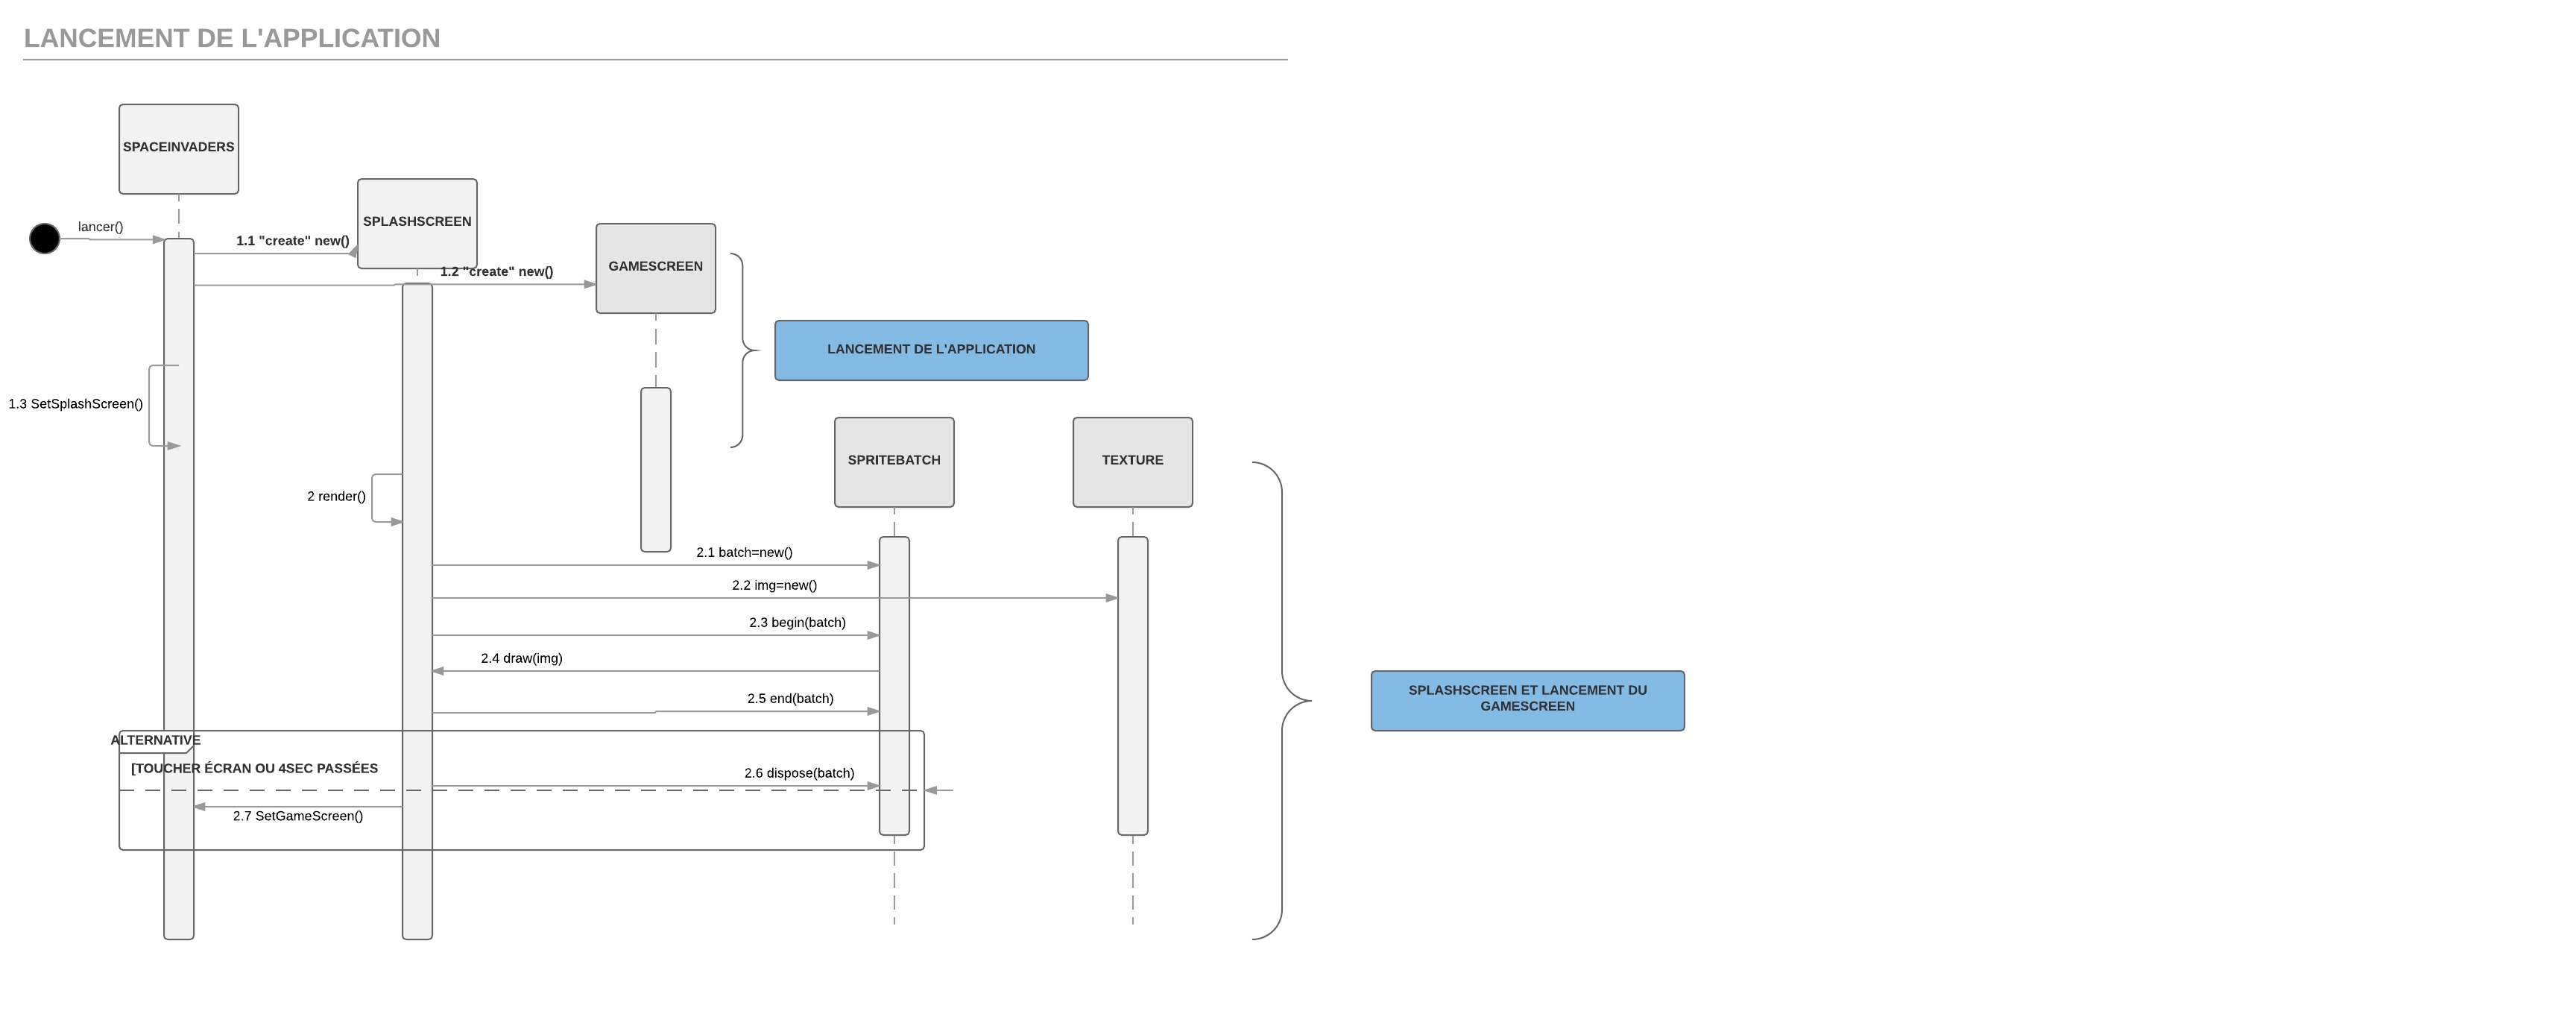 LANCEMENT DE L'APPLICATION
SPACEINVADERS
SPLASHSCREEN
lancer()
1.1 "create" new()
GAMESCREEN
1.2 "create" new()
LANCEMENT DE L'APPLICATION
1.3 SetSplashScreen()
SPRITEBATCH
TEXTURE
2 render()
2.1 batch=new()
2.2 img=new()
2.3 begin(batch)
2.4 draw(img)
2.5 end(batch)
SPLASHSCREEN ET LANCEMENT DU
GAMESCREEN
ALTERNATIVE
[TOUCHER ÉCRAN OU 4SEC PASSÉES
2.6 dispose(batch)
2.7 SetGameScreen()